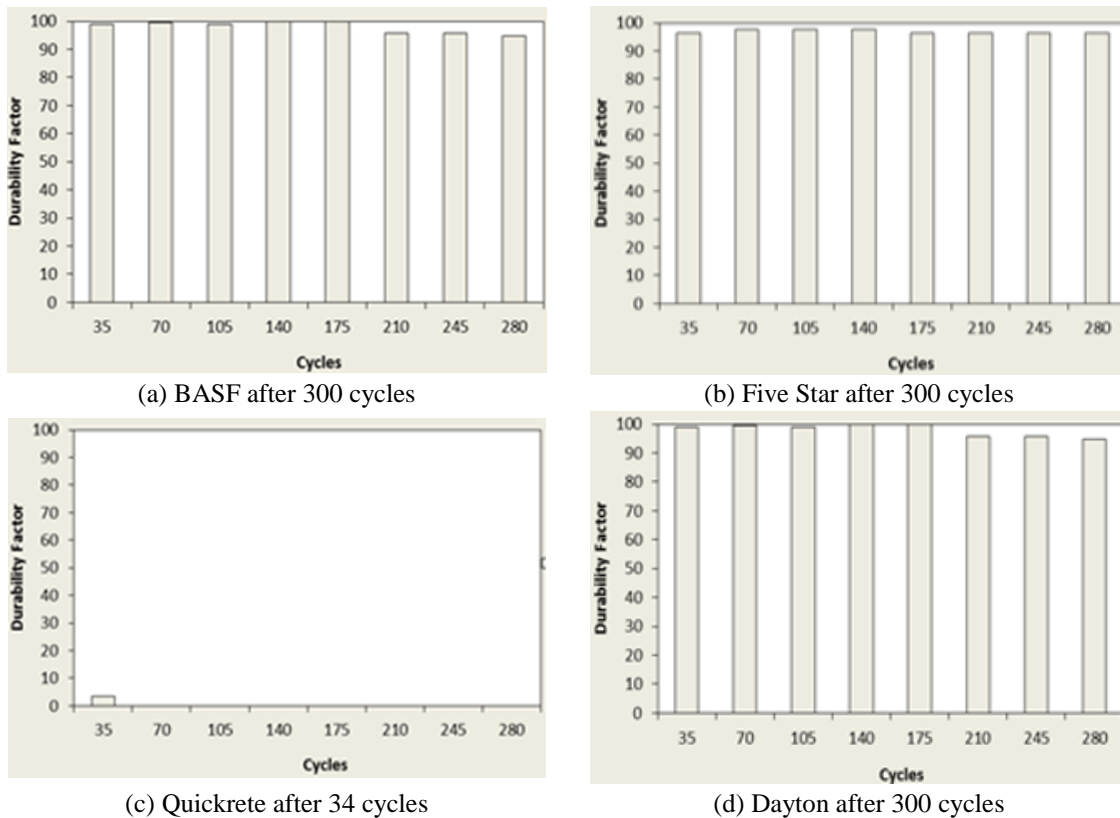 100
90
80
70
60
50
40
30
20
10
0
Durability Factor
35 70 105 140 175 210 245 280
Cycles
(a) BASF after 300 cycles
100
90
80
70
60
50
40
30
20
10
0
Durability Factor
35 70 105 140 175 210 245 280
Cycles
(b) Five Star after 300 cycles
100
90
80
70
60
50
40
30
20
10
0
Durability Factor
35 70 105 140 175 210 245 280
Cycles
(c) Quickrete after 34 cycles
100
90
80
70
60
50
40
30
20
10
0
Durability Factor
35 70 105 140 175 210 245 280
Cycles
(d) Dayton after 300 cycles